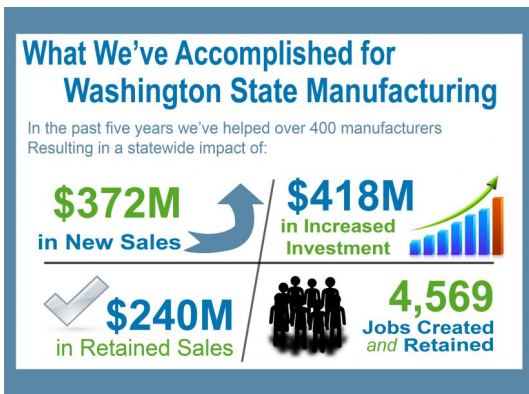 What We've Accomplished for
Washington State Manufacturing
In the past five years we've helped over 400 manufacturers
Resulting in a statewide impact of:
$372M
in New Sales
$418M
in Increased
Investment
$240M
in Retained Sales
4,569
Jobs Created
and Retained